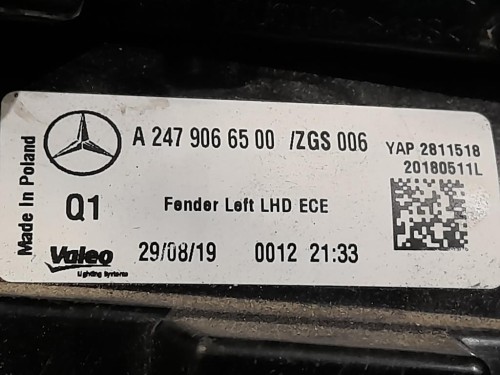 Made In Poland
A 247 906 65 00 /ZGS 006
YAP 2811518
20180511L
Q1
Fender Left LHD ECE
Valeo
Lighting Systems
29/08/19
0012 21:33